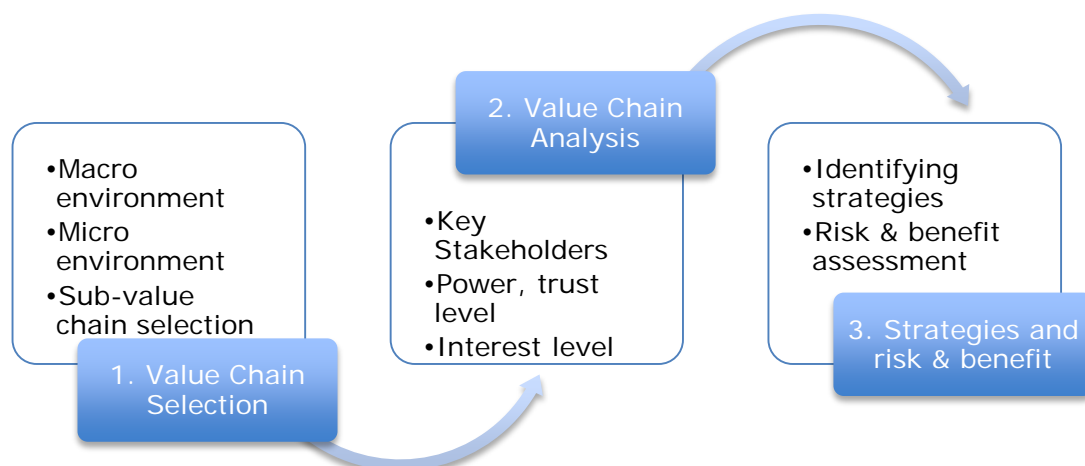 •Macro
environment
•Micro
environment
•Sub-value
chain selection
1. Value Chain
Selection
2. Value Chain
Analysis
•Key
Stakeholders
•Power, trust
level
•Interest level
•Identifying
strategies
•Risk & benefit
assessment
3. Strategies and
risk & benefit